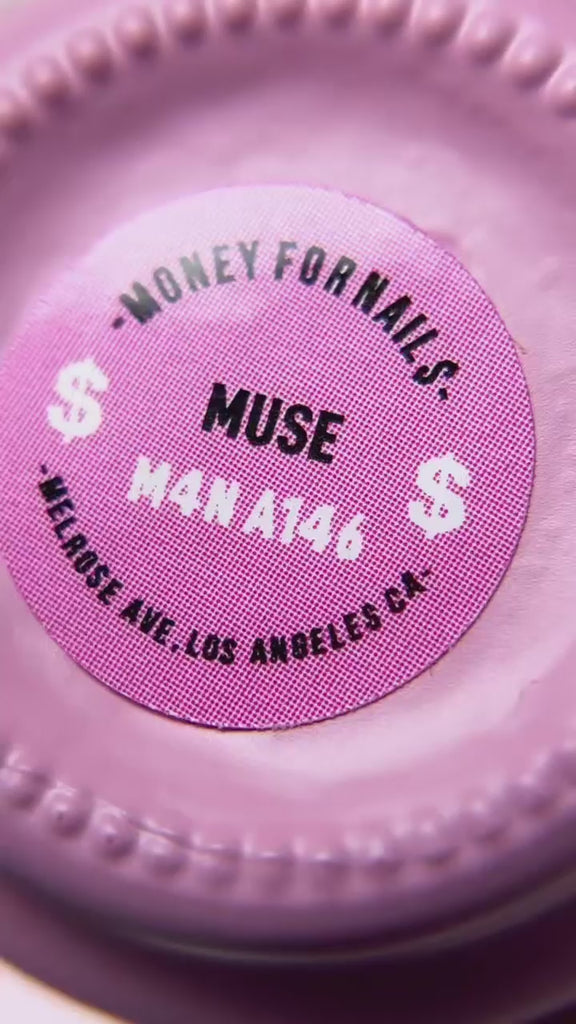 -MONEY FOR NAILS-
$ $
MUSE
M4N A146
-MELROSE AVE, LOS ANGELES CA-